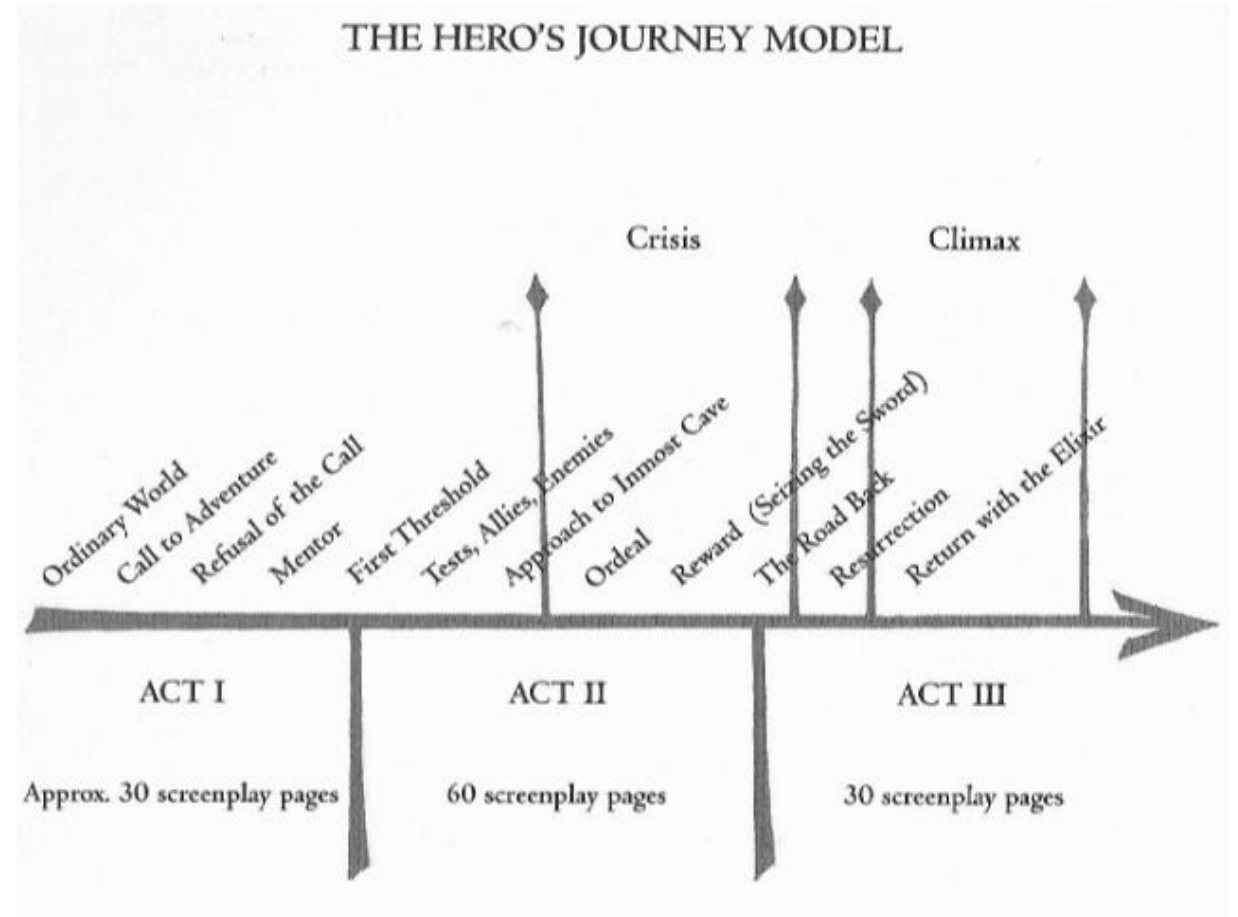 THE HERO'S JOURNEY MODEL
Crisis
Climax
Ordinary World
Call to Adventure
Refusal of the Call
Mentor
First Threshold
Tests, Allies, Enemies
Approach to Inmost Cave
Ordeal
Reward (Seizing the Sword)
The Road Back
Resurrection
Return with the Elixir
ACT I
ACT II
ACT III
Approx. 30 screenplay pages
60 screenplay pages
30 screenplay pages